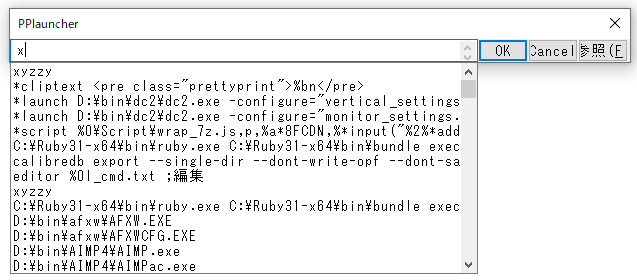 PPlauncher
x
OK
Cancel
参照(F
xyzzy
*cliptext <pre class="prettyprint">%bn</pre>
*launch D:¥bin¥dc2¥dc2.exe -configure="vertical_settings
*launch D:¥bin¥dc2¥dc2.exe -configure="monitor_settings.
*script %0¥Script¥wrap_7z.js,p,%a*8FCDN,%*input("%2%*add
C:¥Ruby31-x64¥bin¥ruby.exe C:¥Ruby31-x64¥bin¥bundle exec
calibredb export --single-dir --dont-write-opf --dont-sa
editor %OI_cmd.txt ;編集
xyzzy
C:¥Ruby31-x64¥bin¥ruby.exe C:¥Ruby31-x64¥bin¥bundle exec
D:¥bin¥afxw¥AFXW.EXE
D:¥bin¥afxw¥AFXWCFG.EXE
D:¥bin¥AIMP4¥AIMP.exe
D:¥bin¥AIMP4¥AIMPac.exe